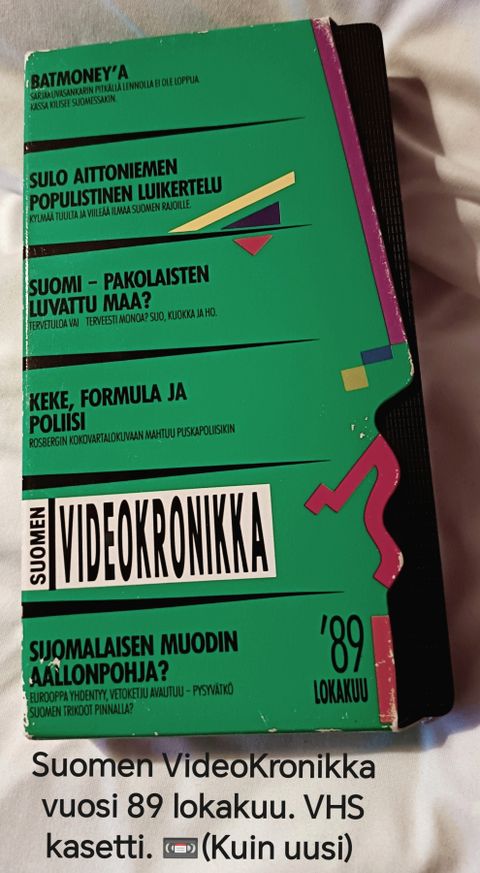 BATMONEY'A
SARJAKUVASANKARIN PITKÄLLÄ LENNOLLA EI OLE LOPPUA.
KASSA KILISEE SUOMESSAKIN.
SULO AITTONIEMEN
POPULISTINEN LUIKERTELU
KYLMÄÄ TUULTA JA VIILEÄÄ ILMAA SUOMEN RAJOILLE.
SUOMI – PAKOLAISTEN
LUVATTU MAA?
TERVETULOA VAI TERVEESTI MONOA? SUO, KUOKKA JA HO.
KEKE, FORMULA JA
POLIISI
ROSBERGIN KOKOVARTALOKUVAAN MAHTUU PUSKAPOLIISIKIN
SUOMEN
VIDEOKRONIKKA
SUOMALAISEN MUODIN
AALLONPOHJA?
EUROOPPA YHDENTYY, VETOKETJU AVAUTUU – PYSYVÄTKÖ
SUOMEN TRIKOOT PINNALLA?
'89
LOKAKUU
Suomen VideoKronikka
vuosi 89 lokakuu. VHS
kasetti. 📼(Kuin uusi)